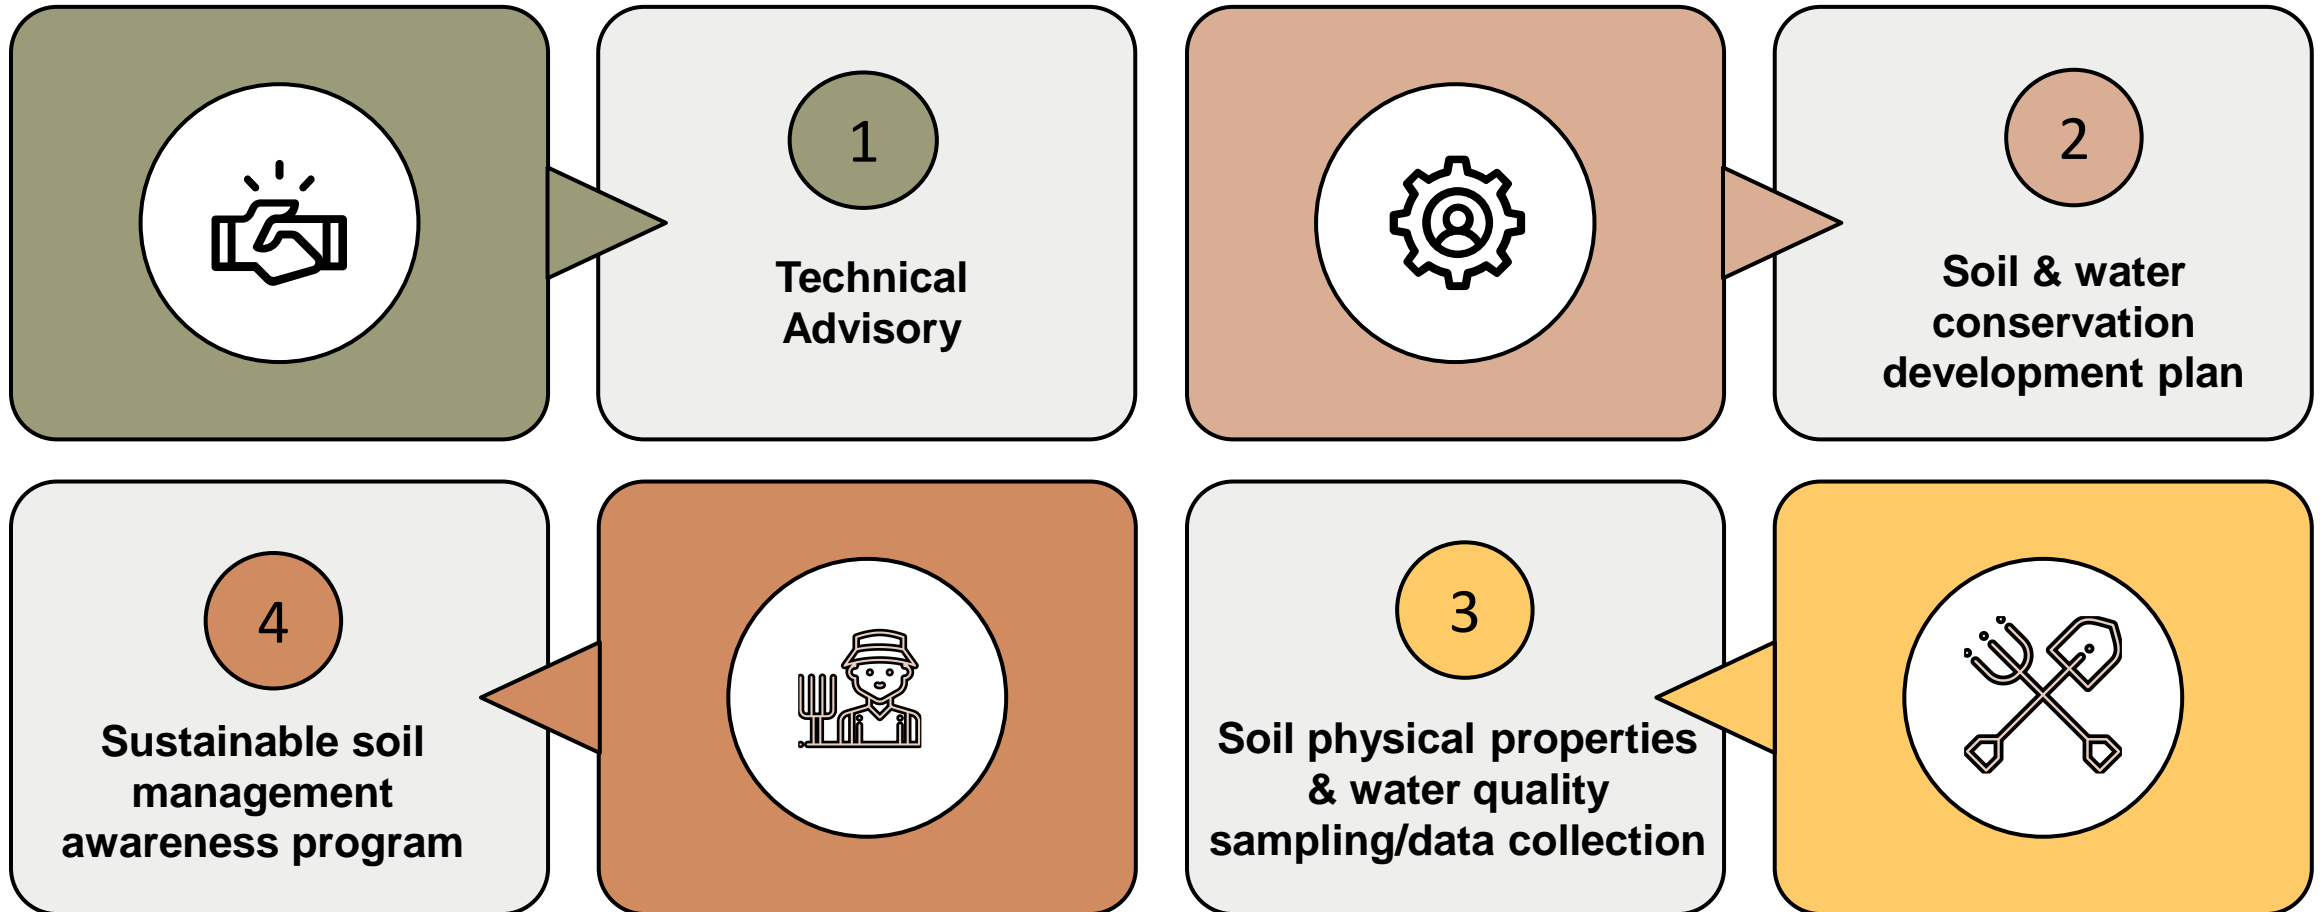 1
Technical
Advisory
2
Soil & water
conservation
development plan
4
Sustainable soil
management
awareness program
3
Soil physical properties
& water quality
sampling/data collection